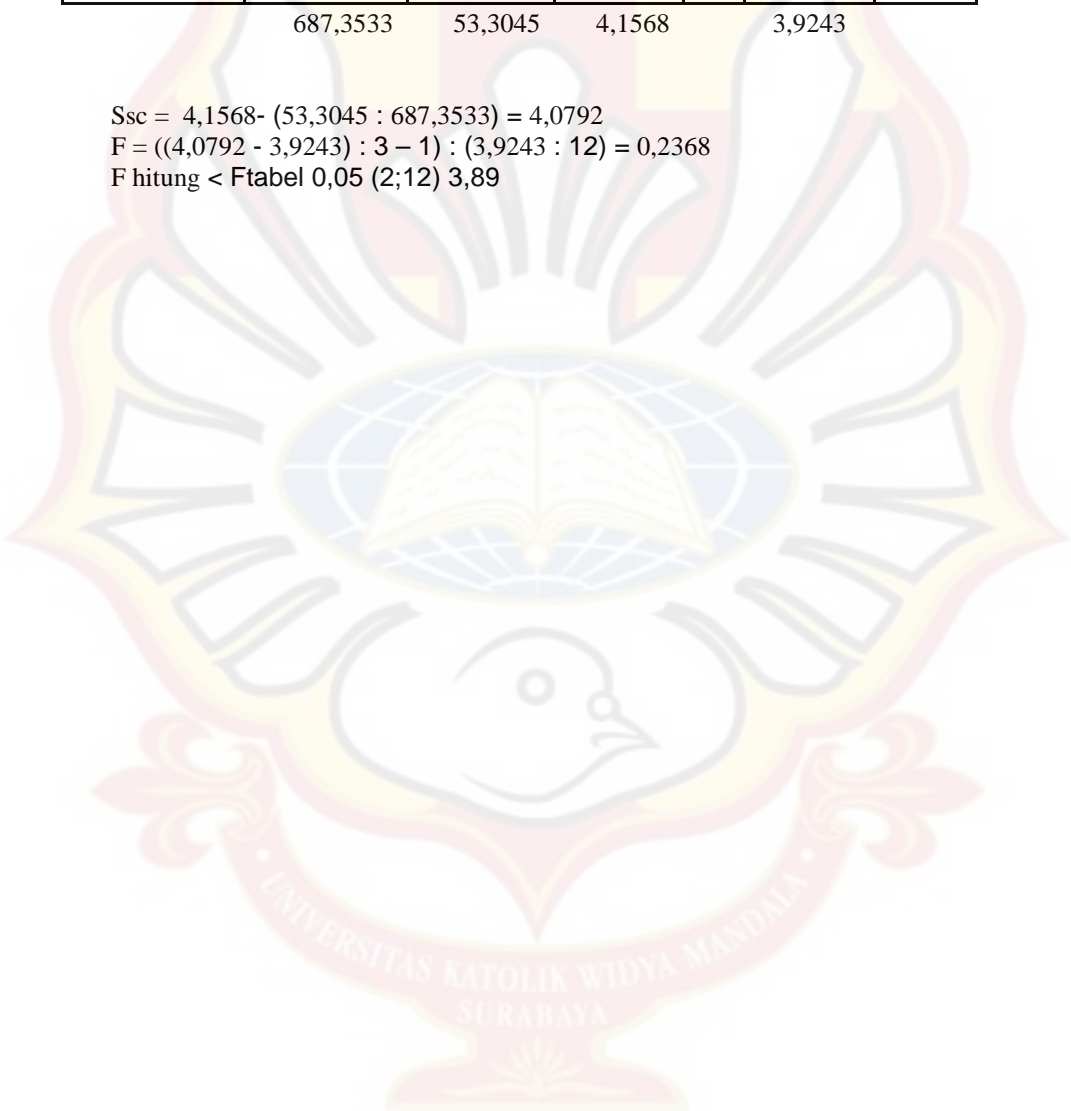 687,3533 53,3045 4,1568 3,9243
Ssc = 4,1568- (53,3045 : 687,3533) = 4,0792
F = ((4,0792 - 3,9243) : 3 – 1) : (3,9243 : 12) = 0,2368
F hitung < Ftabel 0,05 (2;12) 3,89
UNIVERSITAS KATOLIK WIDYA MANDALA
SURABAYA